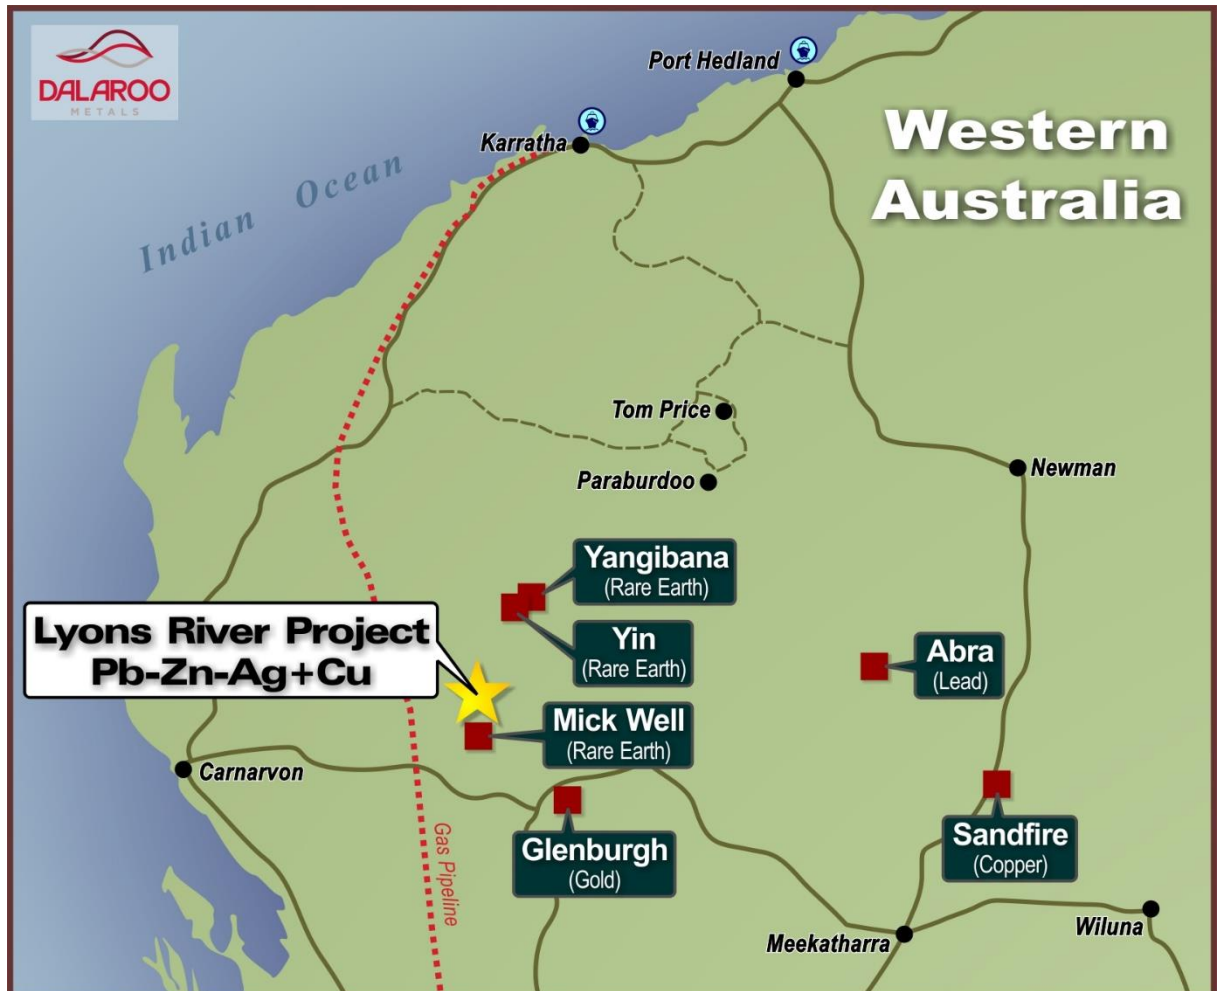 DALAROO
METALS
Port Hedland
Western
Australia
Karratha
Indian Ocean
Tom Price
Newman
Paraburdoo
Yangibana
(Rare Earth)
Lyons River Project
Pb-Zn-Ag+Cu
Yin
(Rare Earth)
Abra
(Lead)
Mick Well
(Rare Earth)
Carnarvon
Glenburgh
(Gold)
Gas Pipeline
Sandfire
(Copper)
Wiluna
Meekatharra